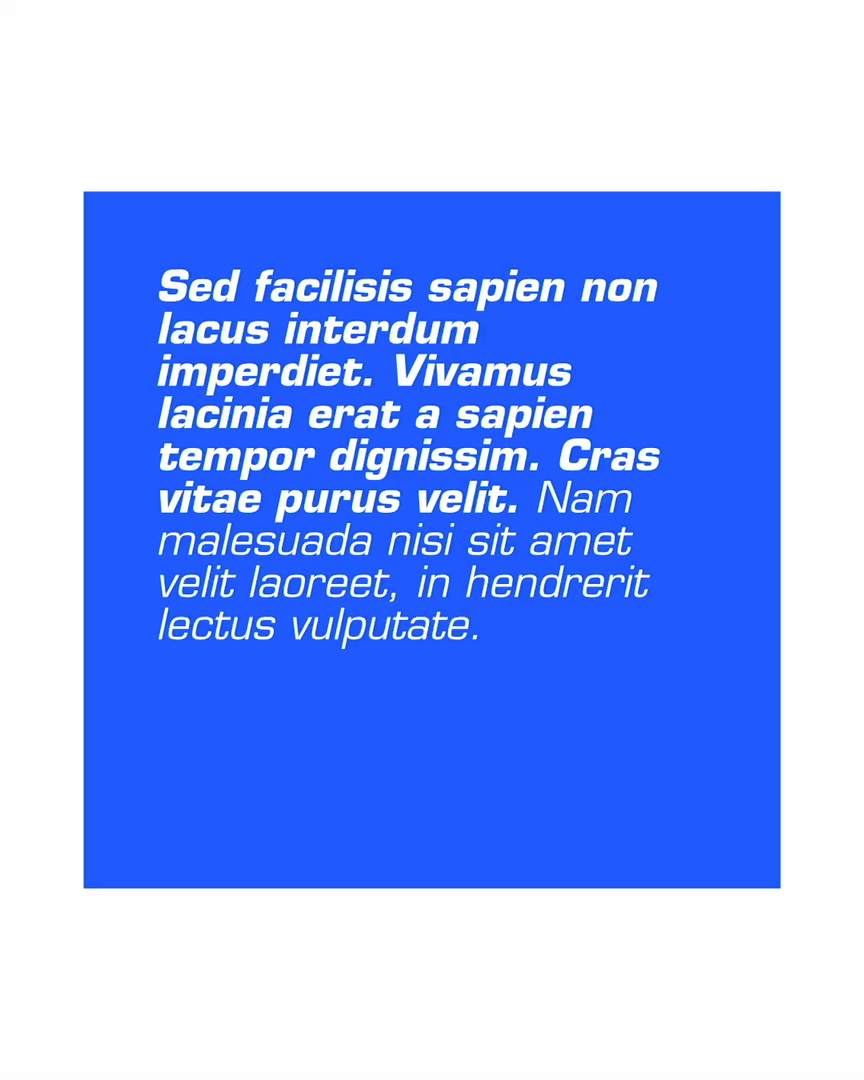 Sed facilisis sapien non
lacus interdum
imperdiet. Vivamus
lacinia erat a sapien
tempor dignissim. Cras
vitae purus velit. Nam
malesuada nisi sit amet
velit laoreet, in hendrerit
lectus vulputate.